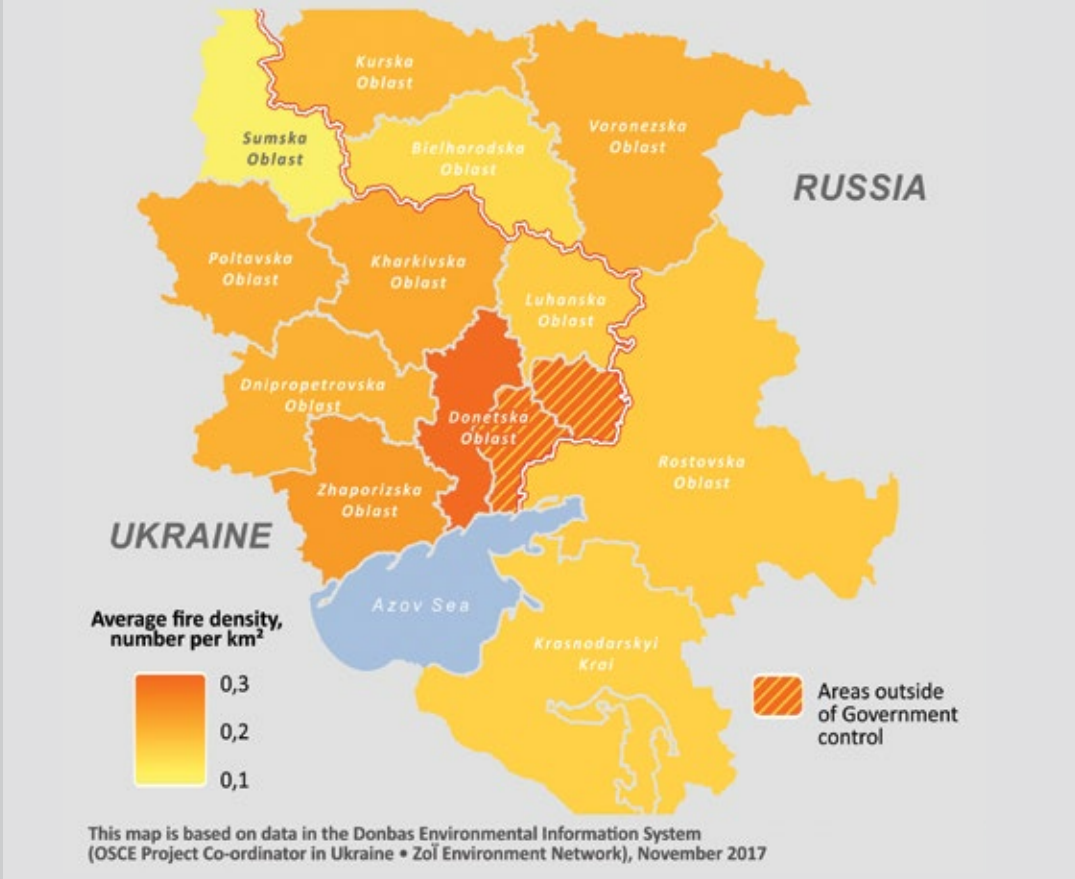 Kurska
Oblast
Voronezska
Oblast
Sumska
Oblast
Bielhorodska
Oblast
RUSSIA
Poltavska
Oblast
Kharkivska
Oblast
Luhanska
Oblast
Dnipropetrovska
Oblast
Donetska
Oblast
Rostovska
Oblast
Zhaporizska
Oblast
UKRAINE
Azov Sea
Krasnodarskyi
Krai
Average fire density,
number per km²
0,3
0,2
0,1
Areas outside
of Government
control
This map is based on data in the Donbas Environmental Information System
(OSCE Project Co-ordinator in Ukraine • Zoï Environment Network), November 2017